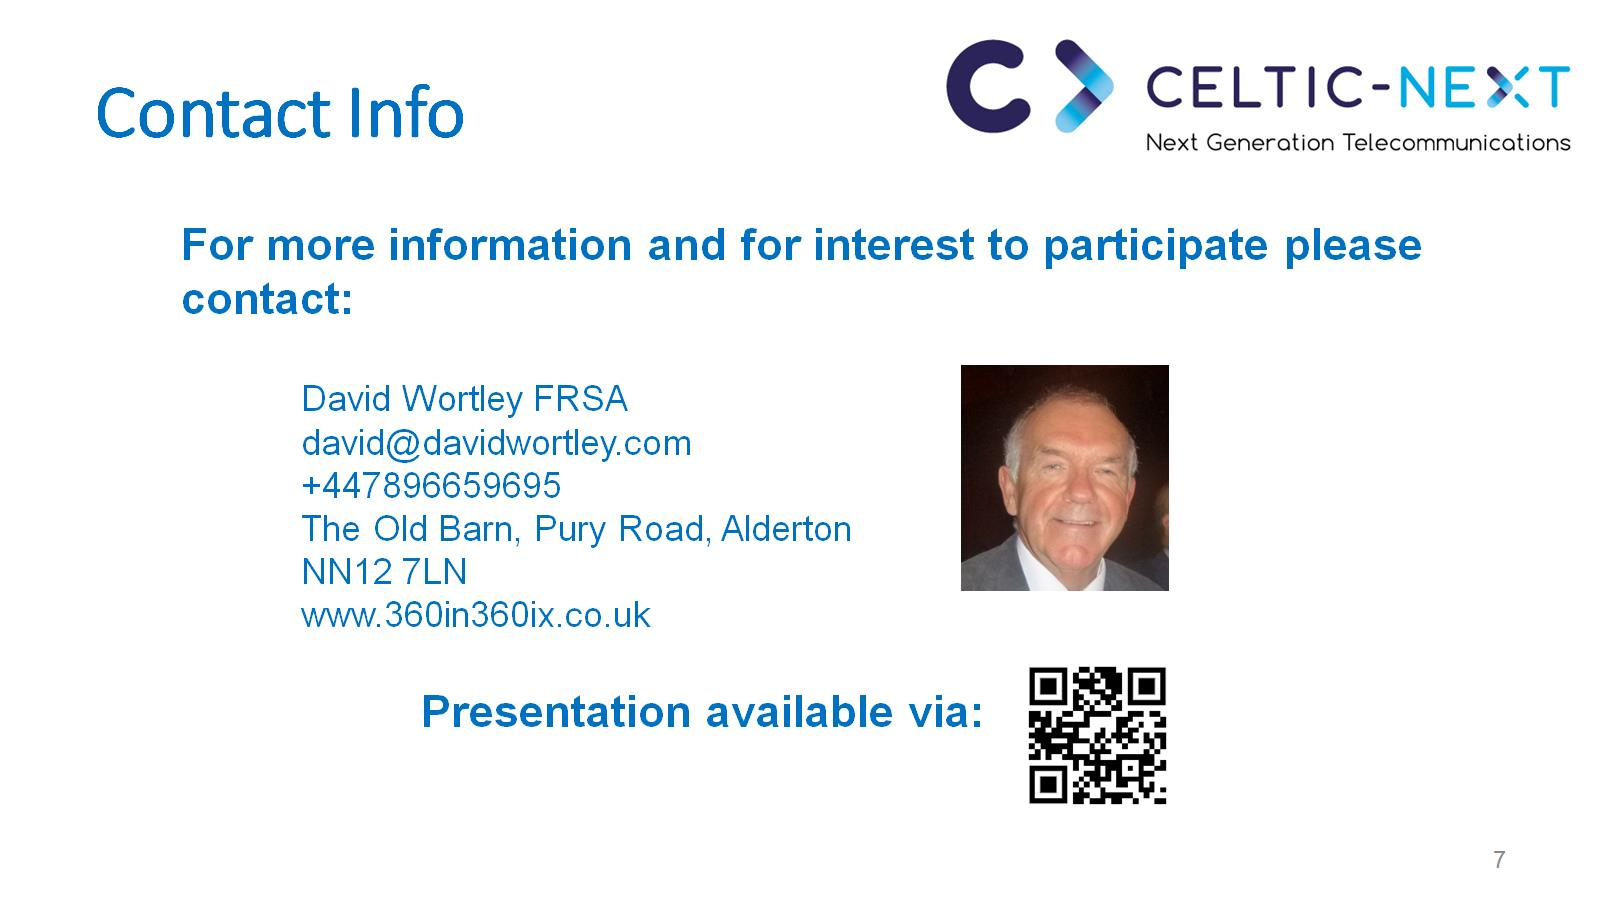 Contact Info
CELTIC-NEXT
Next Generation Telecommunications
For more information and for interest to participate please
contact:
David Wortley FRSA
david@davidwortley.com
+447896659695
The Old Barn, Pury Road, Alderton
NN12 7LN
www.360in360ix.co.uk
Presentation available via:
7